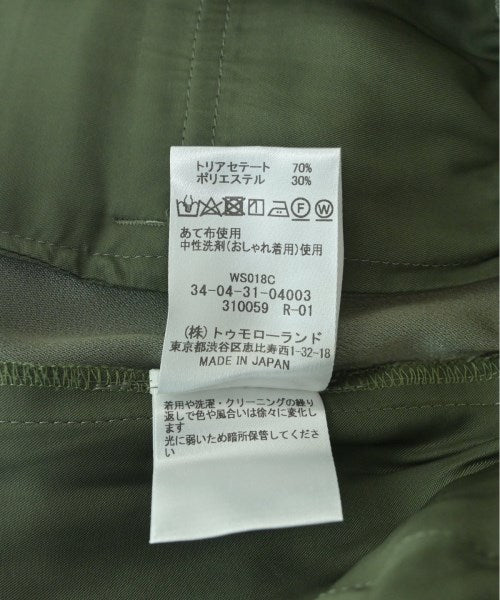 トリアセテート 70%
ポリエステル 30%
F W
あて布使用
中性洗剤(おしゃれ着用)使用
WS018C
34-04-31-04003
310059 R-01
(株)トゥモローランド
東京都渋谷区恵比寿西1-32-18
MADE IN JAPAN
着用や洗濯・クリーニングの繰り
返しで色や風合いは徐々に変化し
ます
光に弱いため暗所保管してくださ
い